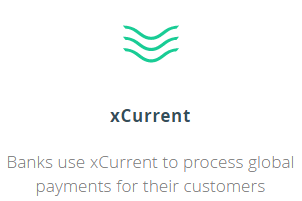 xCurrent
Banks use xCurrent to process global
payments for their customers